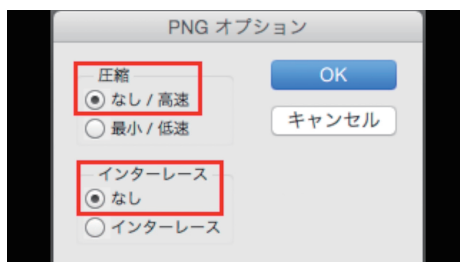 PNG オプション
圧縮
なし / 高速
最小 / 低速
OK
キャンセル
インターレース
なし
インターレース